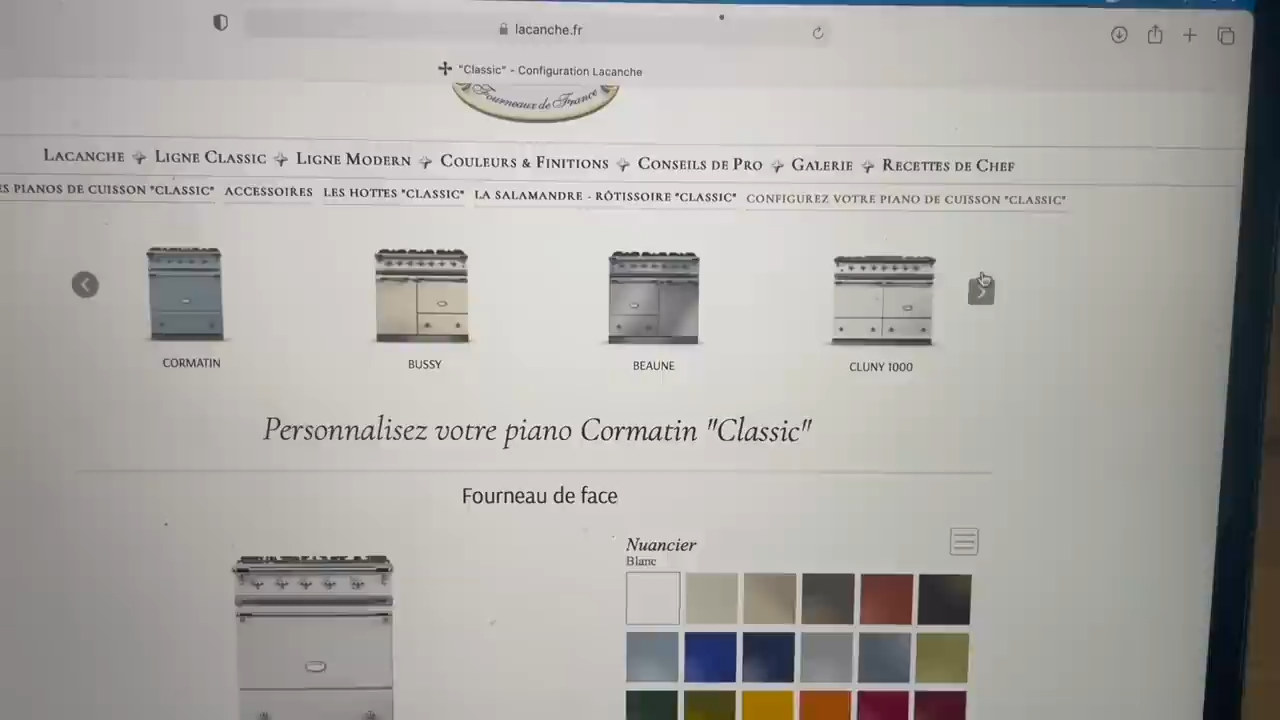 lacanche.fr
"Classic" - Configuration Lacanche
Fourneaux de France
LACANCHE LIGNE CLASSIC LIGNE MODERN COULEURS & FINITIONS CONSEILS DE PRO GALERIE RECETTES DE CHEF
ES PIANOS DE CUISSON "CLASSIC" ACCESSOIRES LES HOTTES "CLASSIC" LA SALAMANDRE - RÔTISSOIRE "CLASSIC" CONFIGUREZ VOTRE PIANO DE CUISSON "CLASSIC"
CORMATIN BUSSY BEAUNE CLUNY 1000
Personnalisez votre piano Cormatin "Classic"
Fourneau de face
Nuancier
Blanc